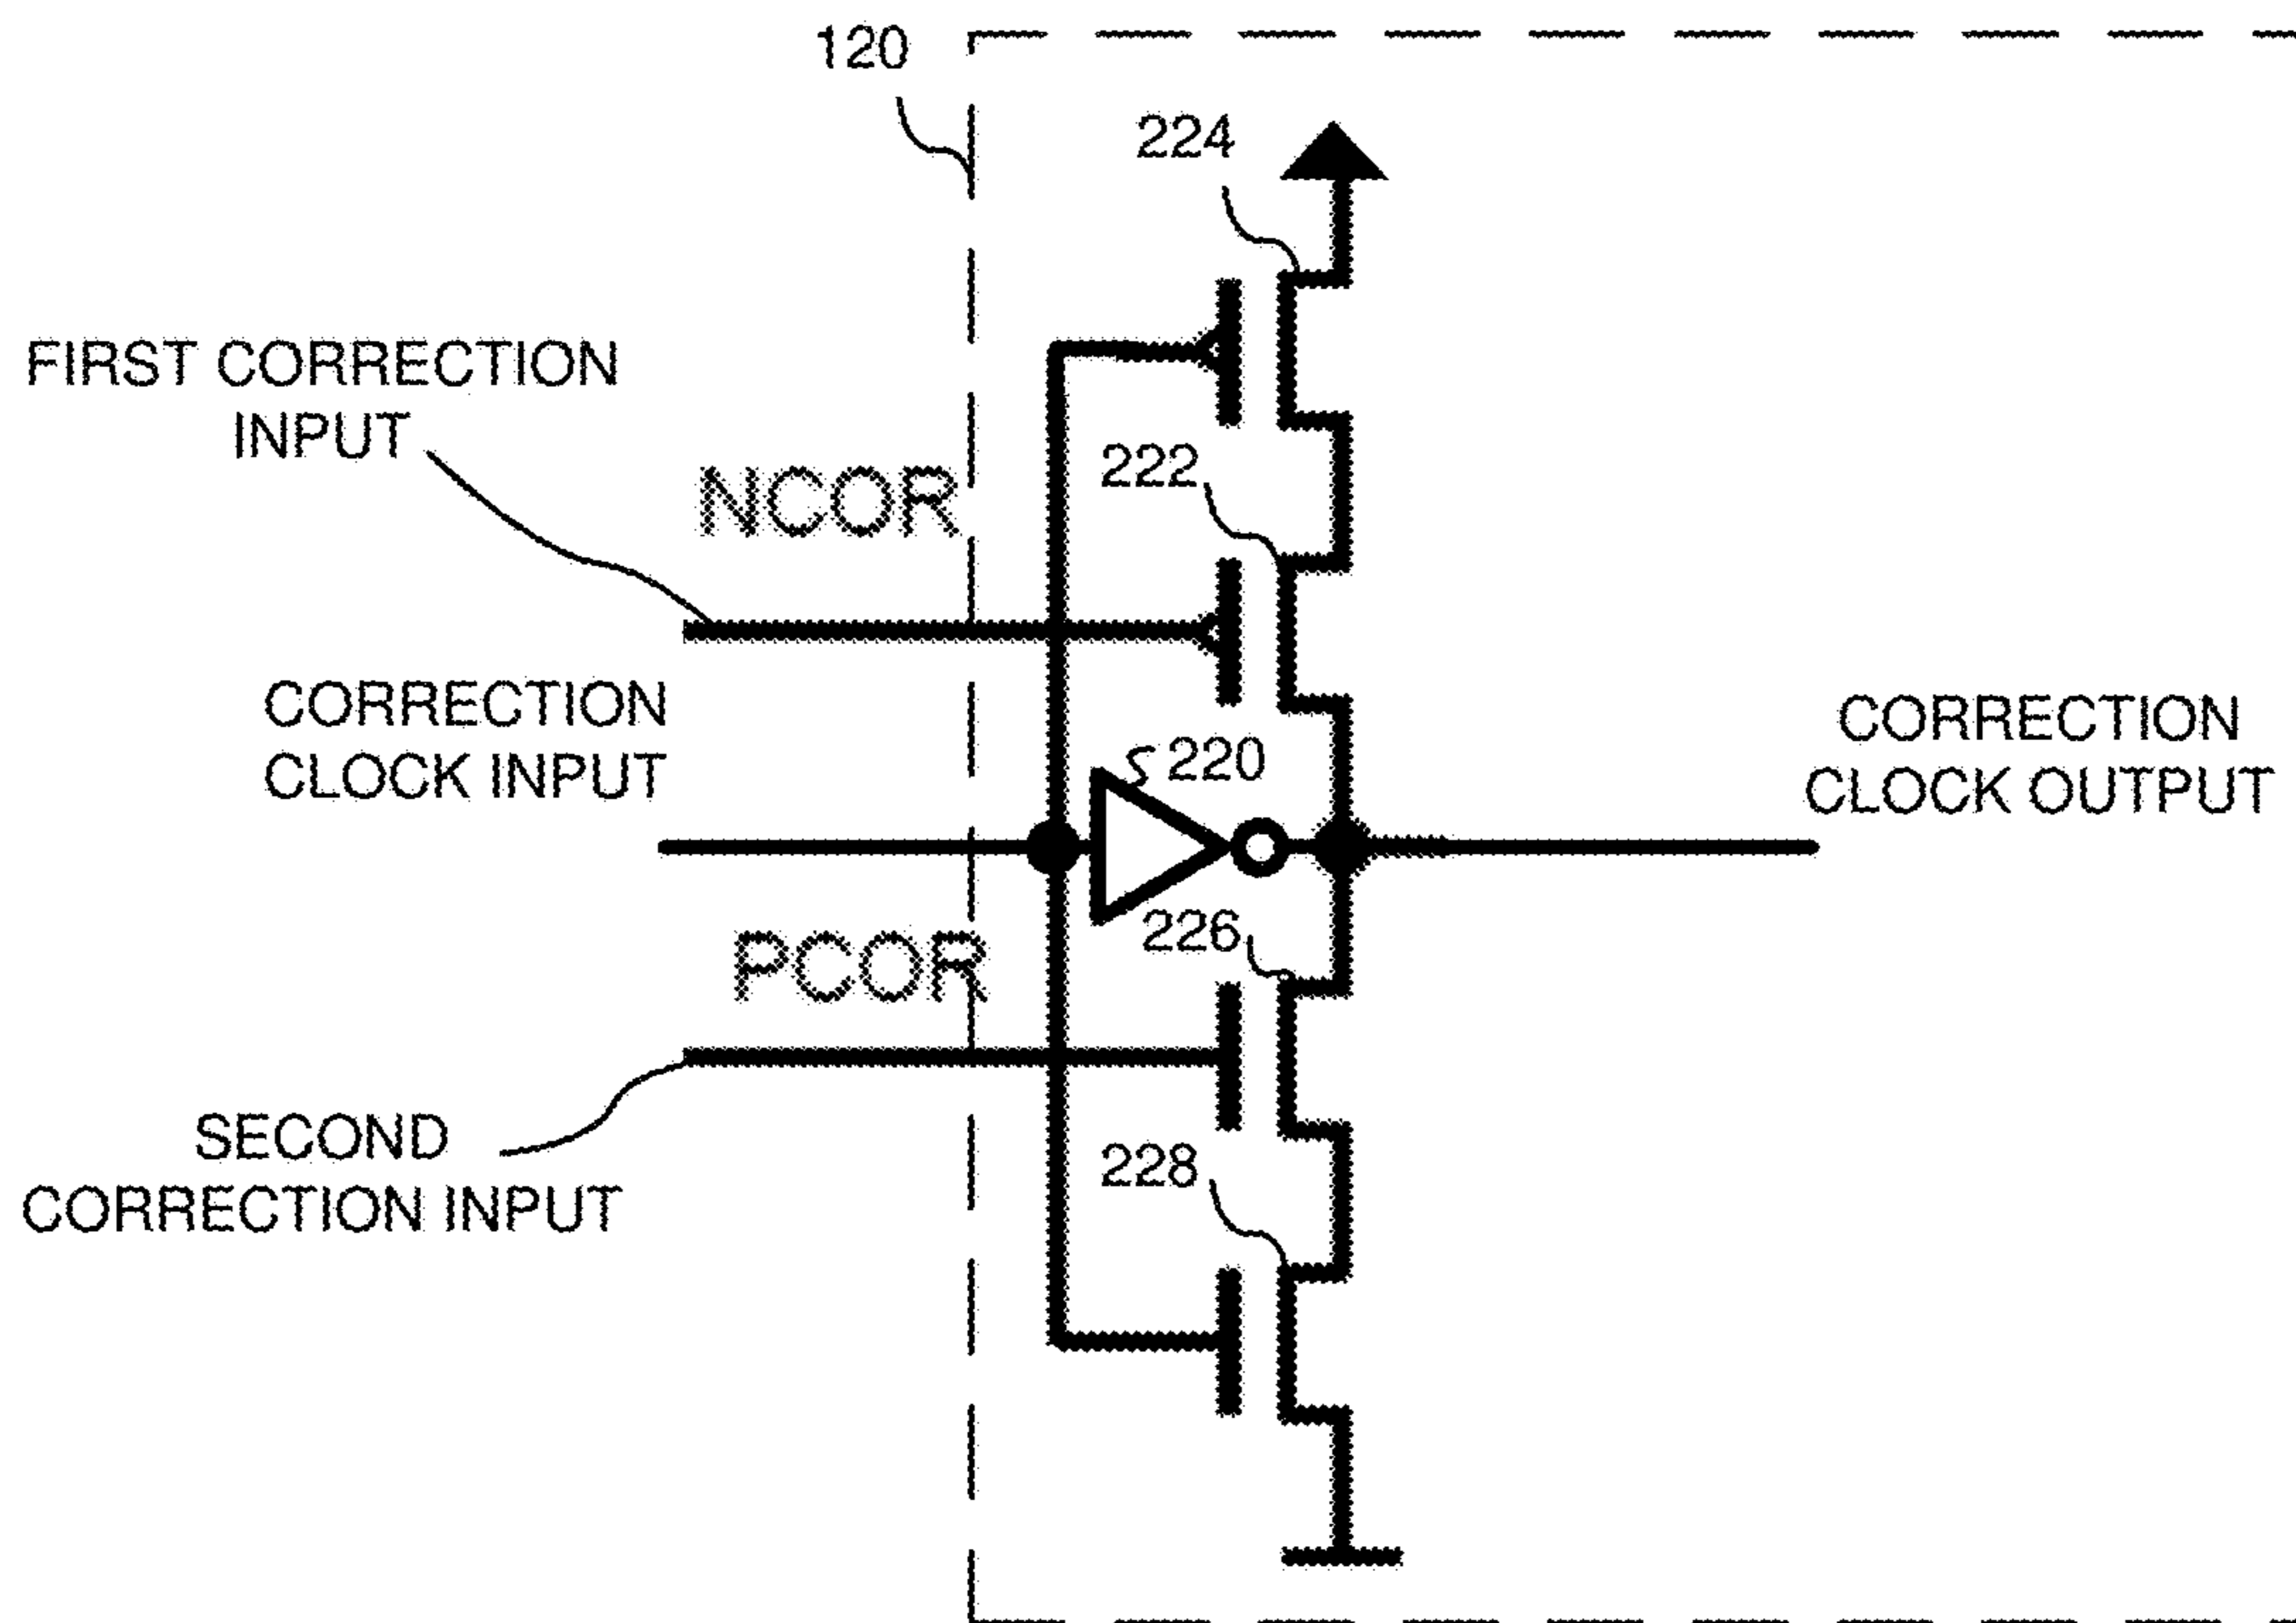 120
224
FIRST CORRECTION
INPUT
NCOR
222
CORRECTION
CLOCK INPUT
220
CORRECTION
CLOCK OUTPUT
226
PCOR
SECOND
CORRECTION INPUT
228